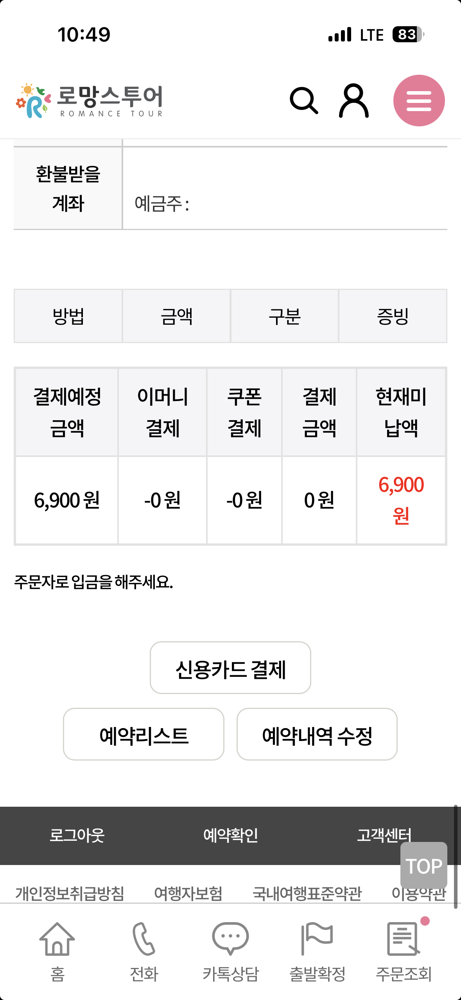 10:49
LTE 83
로망스투어
ROMANCE TOUR
환불받을
계좌
예금주 :
방법 금액 구분 증빙
결제예정 이머니 쿠폰 결제 현재미
금액 결제 결제 금액 납액
6,900 원 -0 원 -0 원 0 원 6,900
원
주문자로 입금을 해주세요.
신용카드 결제
예약리스트 예약내역 수정
로그아웃 예약확인 고객센터
TOP
개인정보취급방침 여행자보험 국내여행표준약관 이용약관
홈 전화 카톡상담 출발확정 주문조회